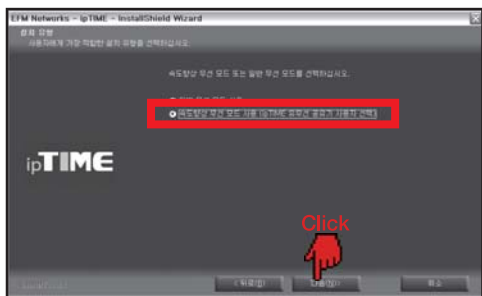 EFM Networks - ipTIME - InstallShield Wizard
설치 유형
사용자에게 가장 적합한 설치 유형을 선택하십시오.
속도향상 무선 모드 또는 일반 무선 모드를 선택하십시오.
속도향상 무선 모드 사용 (ipTIME 유무선 공유기 사용자 선택)
ipTIME
Click
< 뒤로(B)
다음(N) >
취소